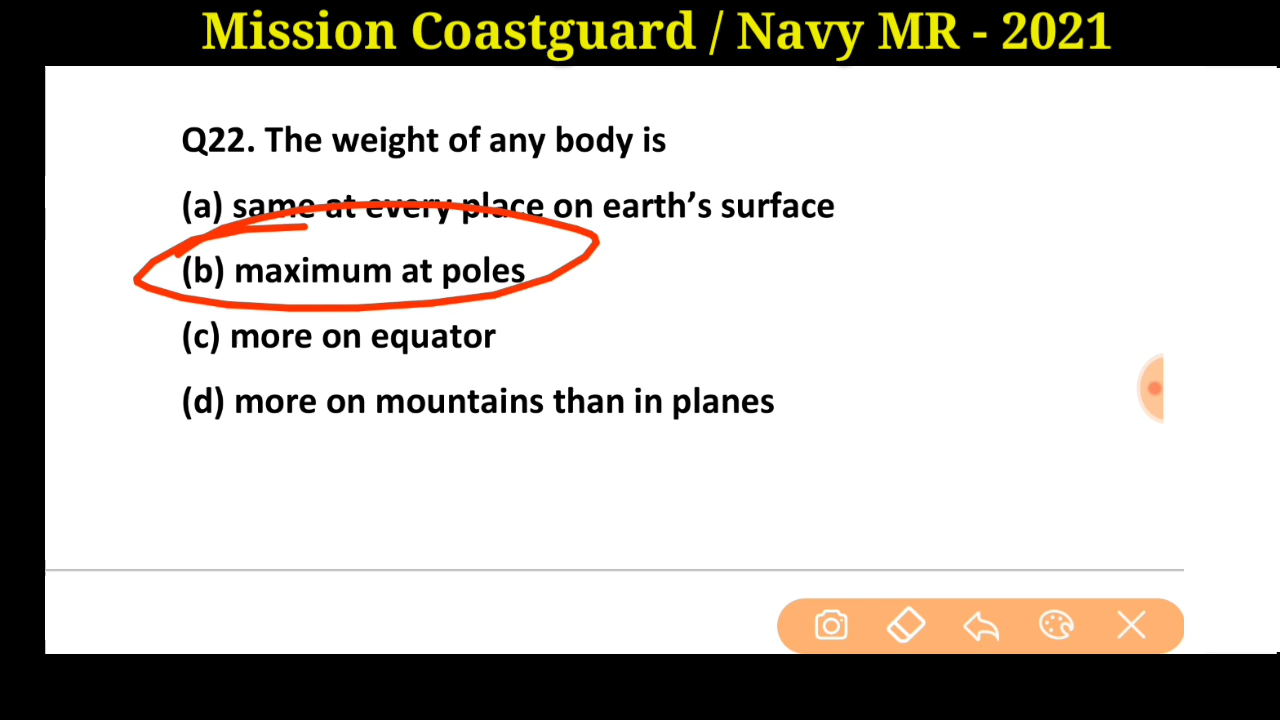 Mission Coastguard / Navy MR - 2021
Q22. The weight of any body is
(a) same at every place on earth’s surface
(b) maximum at poles
(c) more on equator
(d) more on mountains than in planes